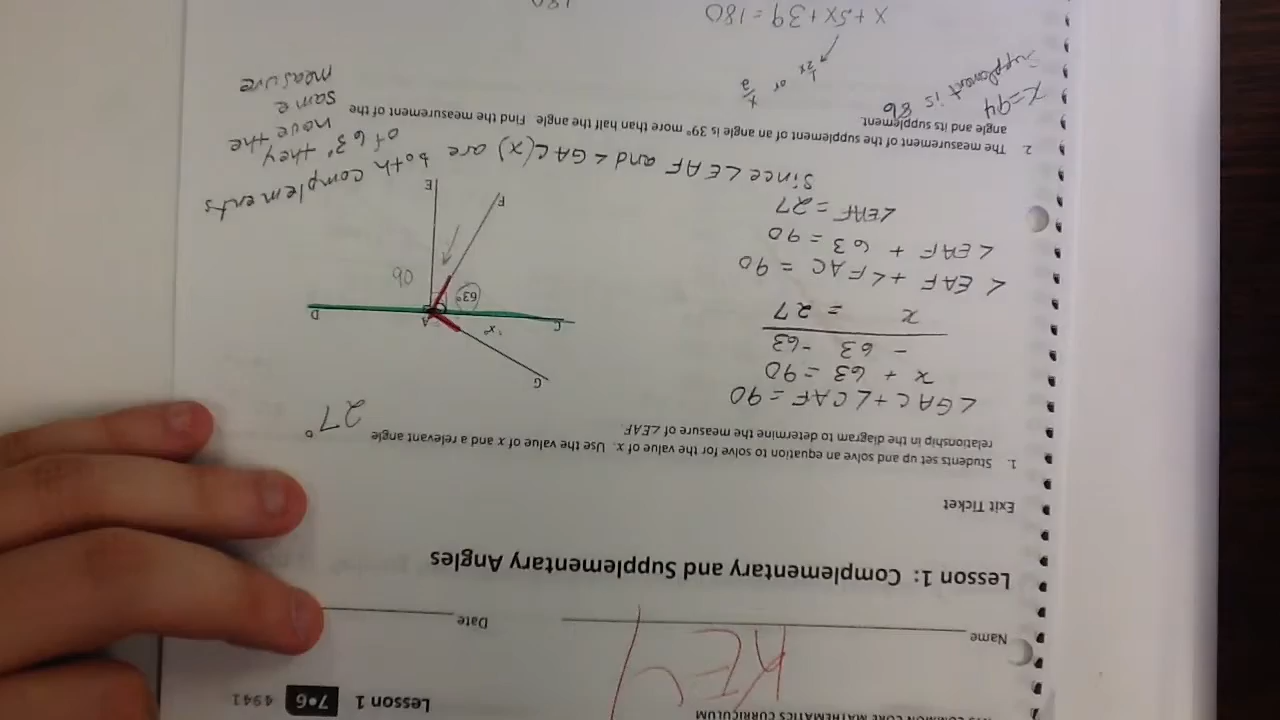 COMMON CORE MATHEMATICS CURRICULUM
Lesson 1 7•6 4941
KEY
Name Date
Lesson 1: Complementary and Supplementary Angles
Exit Ticket
1. Students set up and solve an equation to solve for the value of x. Use the value of x and a relevant angle
relationship in the diagram to determine the measure of ∠EAF.
27°
∠GAC + ∠CAF = 90
x + 63 = 90
- 63 -63
x = 27
∠EAF + ∠FAC = 90
∠EAF + 63 = 90
∠EAF = 27
G
x°
C
A
D
63°
90
F
E
Since ∠EAF and ∠GAC (x) are both complements
of 63° they
have the
same
measure
2. The measurement of the supplement of an angle is 39° more than half the angle Find the measurement of the
angle and its supplement.
x=94
Supplement is 86
1/2x or x/2
x + .5x + 39 = 180
180